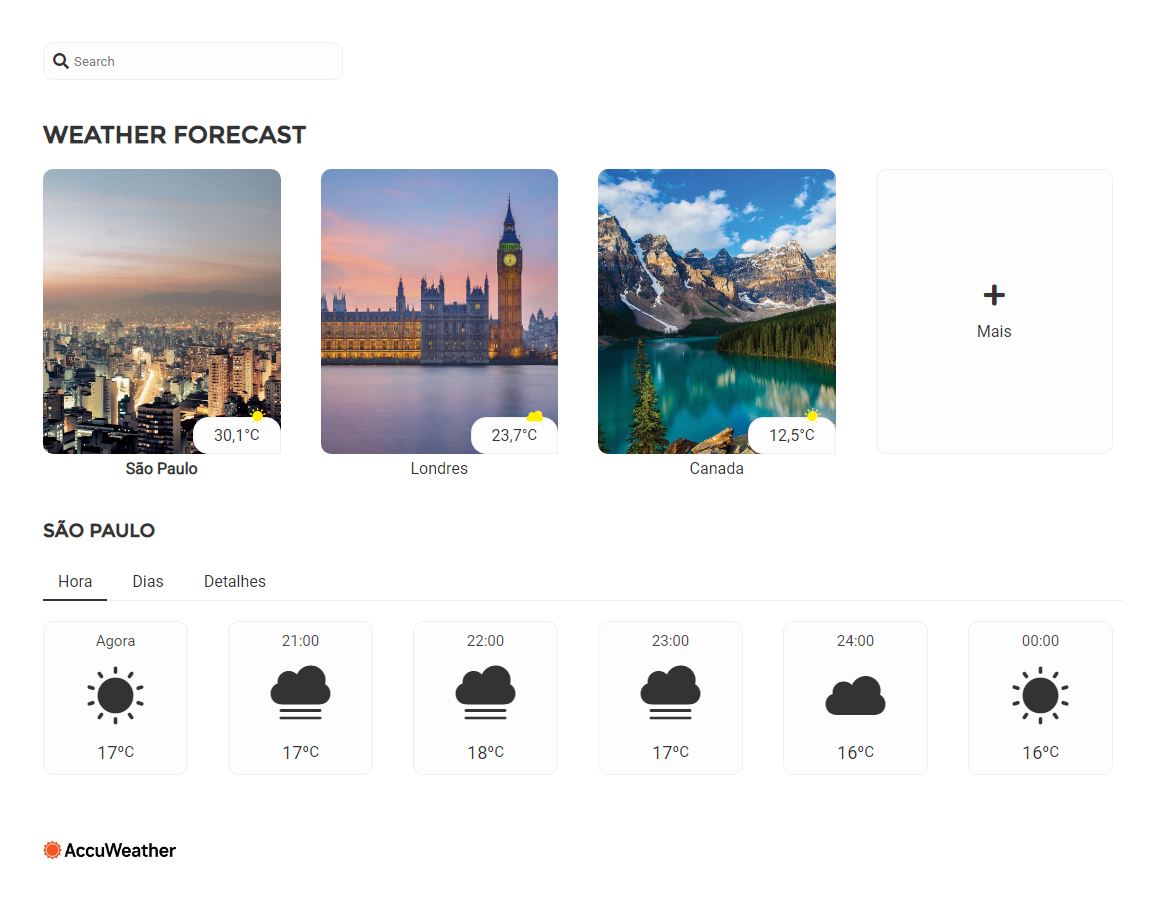 Search
WEATHER FORECAST
Mais
30,1°C
23,7°C
12,5°C
São Paulo
Londres
Canada
SÃO PAULO
Hora
Dias
Detalhes
Agora
21:00
22:00
23:00
24:00
00:00
17ºC
17ºC
18ºC
17ºC
16ºC
16ºC
AccuWeather